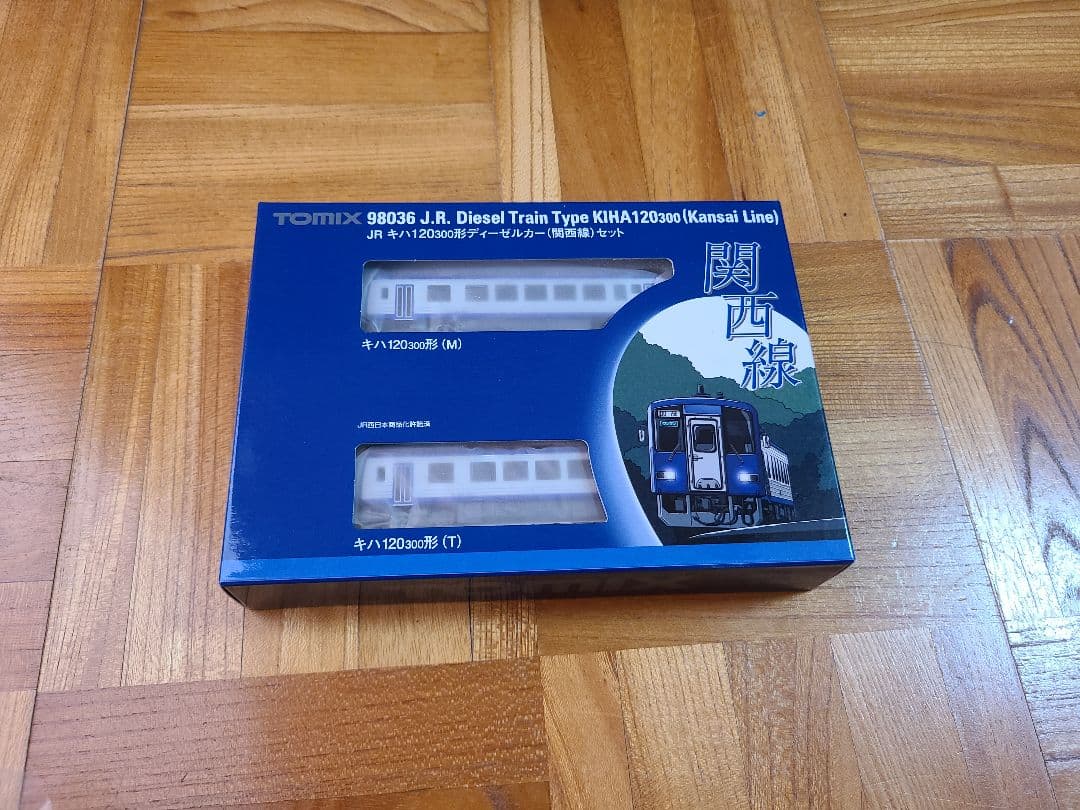 TOMIX 98036 J.R. Diesel Train Type KIHA120300 (Kansai Line)
JR キハ120300形ディーゼルカー(関西線)セット
関西線
キハ120300形 (M)
JR西日本商品化許諾済
キハ120300形 (T)